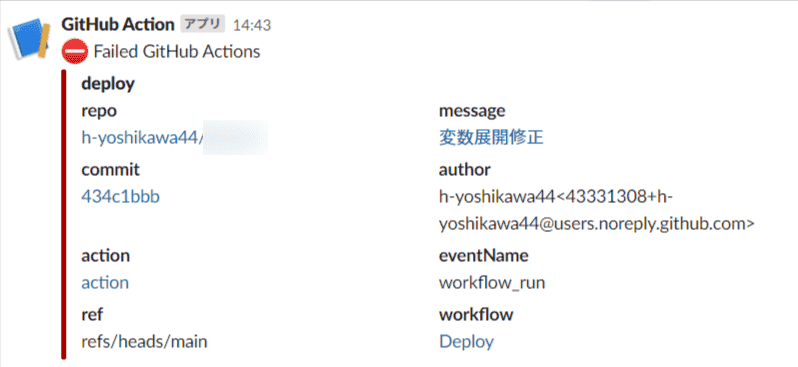 GitHub Action アプリ 14:43
Failed GitHub Actions
deploy
repo
h-yoshikawa44/
message
変数展開修正
commit
434c1bbb
author
h-yoshikawa44<43331308+h-
yoshikawa44@users.noreply.github.com>
action
action
eventName
workflow_run
ref
refs/heads/main
workflow
Deploy